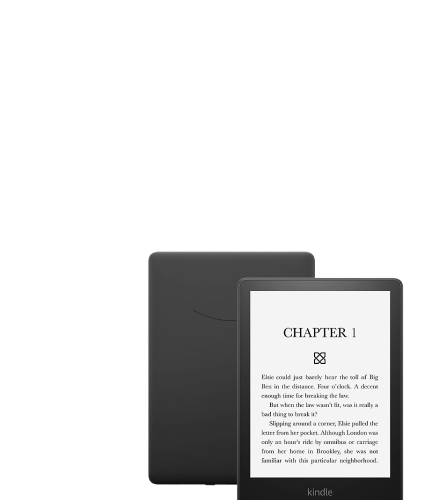 CHAPTER 1
Elsie could just barely hear the toll of Big
Ben in the distance. Four o'clock. A decent
enough time for breaking the law.
But when the law wasn't fit, was it really a
bad thing to break it?
Slipping around a corner, Elsie pulled the
letter from her pocket. Although London was
only an hour's ride by omnibus or carriage
from her home in Brookley, she was not
familiar with this particular neighborhood.
kindle